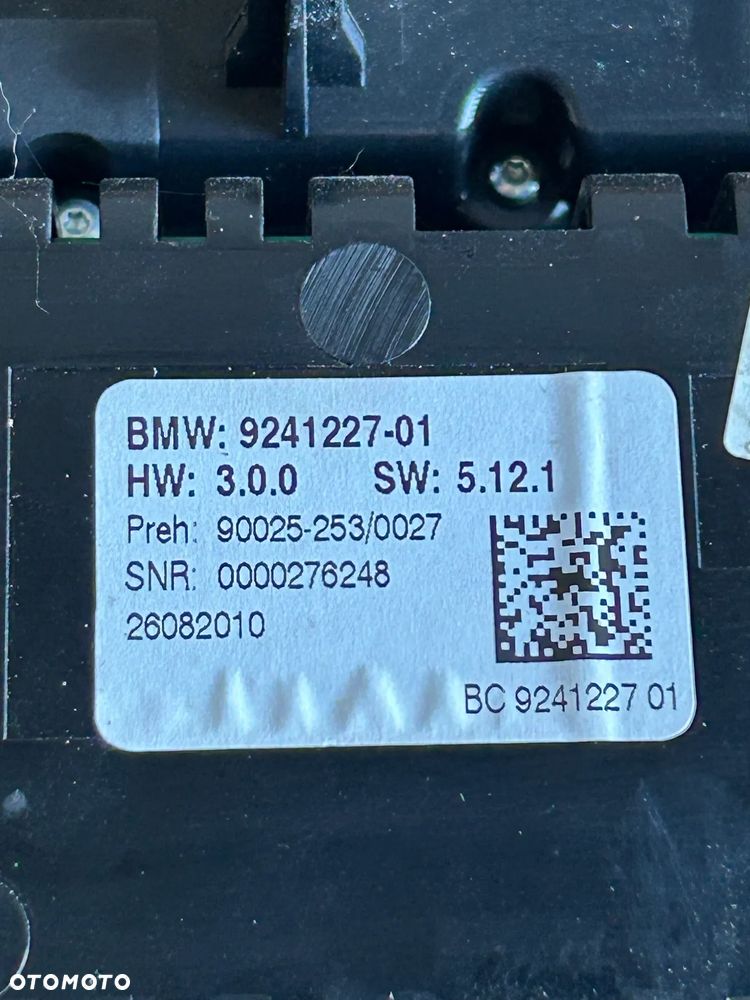 BMW: 9241227-01
HW: 3.0.0 SW: 5.12.1
Preh: 90025-253/0027
SNR: 0000276248
26082010
BC 9241227 01
OTOMOTO